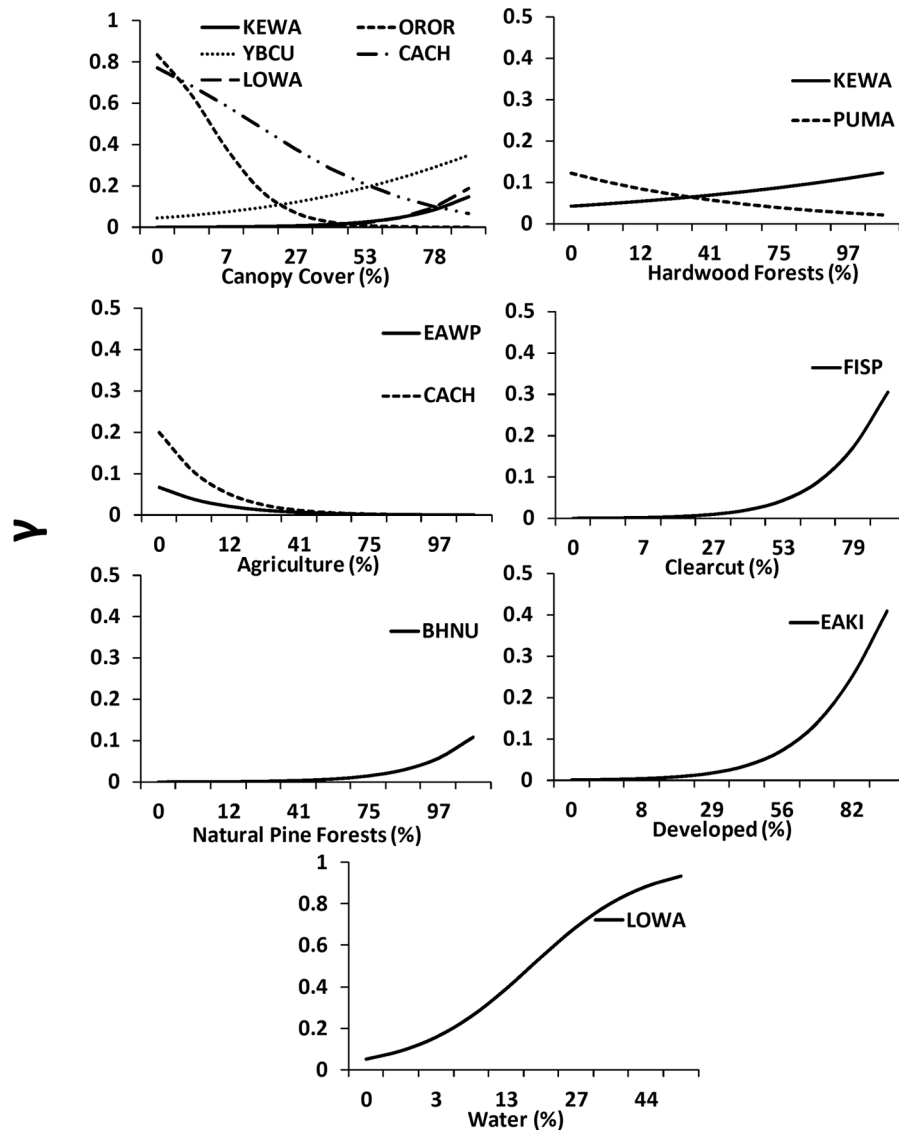 KEWA OROR
YBCU CACH
LOWA
1
0.8
0.6
0.4
0.2
0
0 7 27 53 78
Canopy Cover (%)
KEWA
PUMA
0.5
0.4
0.3
0.2
0.1
0
0 12 41 75 97
Hardwood Forests (%)
EAWP
CACH
0.5
0.4
0.3
0.2
0.1
0
0 12 41 75 97
Agriculture (%)
FISP
0.5
0.4
0.3
0.2
0.1
0
0 7 27 53 79
Clearcut (%)
γ
BHNU
0.5
0.4
0.3
0.2
0.1
0
0 12 41 75 97
Natural Pine Forests (%)
EAKI
0.5
0.4
0.3
0.2
0.1
0
0 8 29 56 82
Developed (%)
LOWA
1
0.8
0.6
0.4
0.2
0
0 3 13 27 44
Water (%)